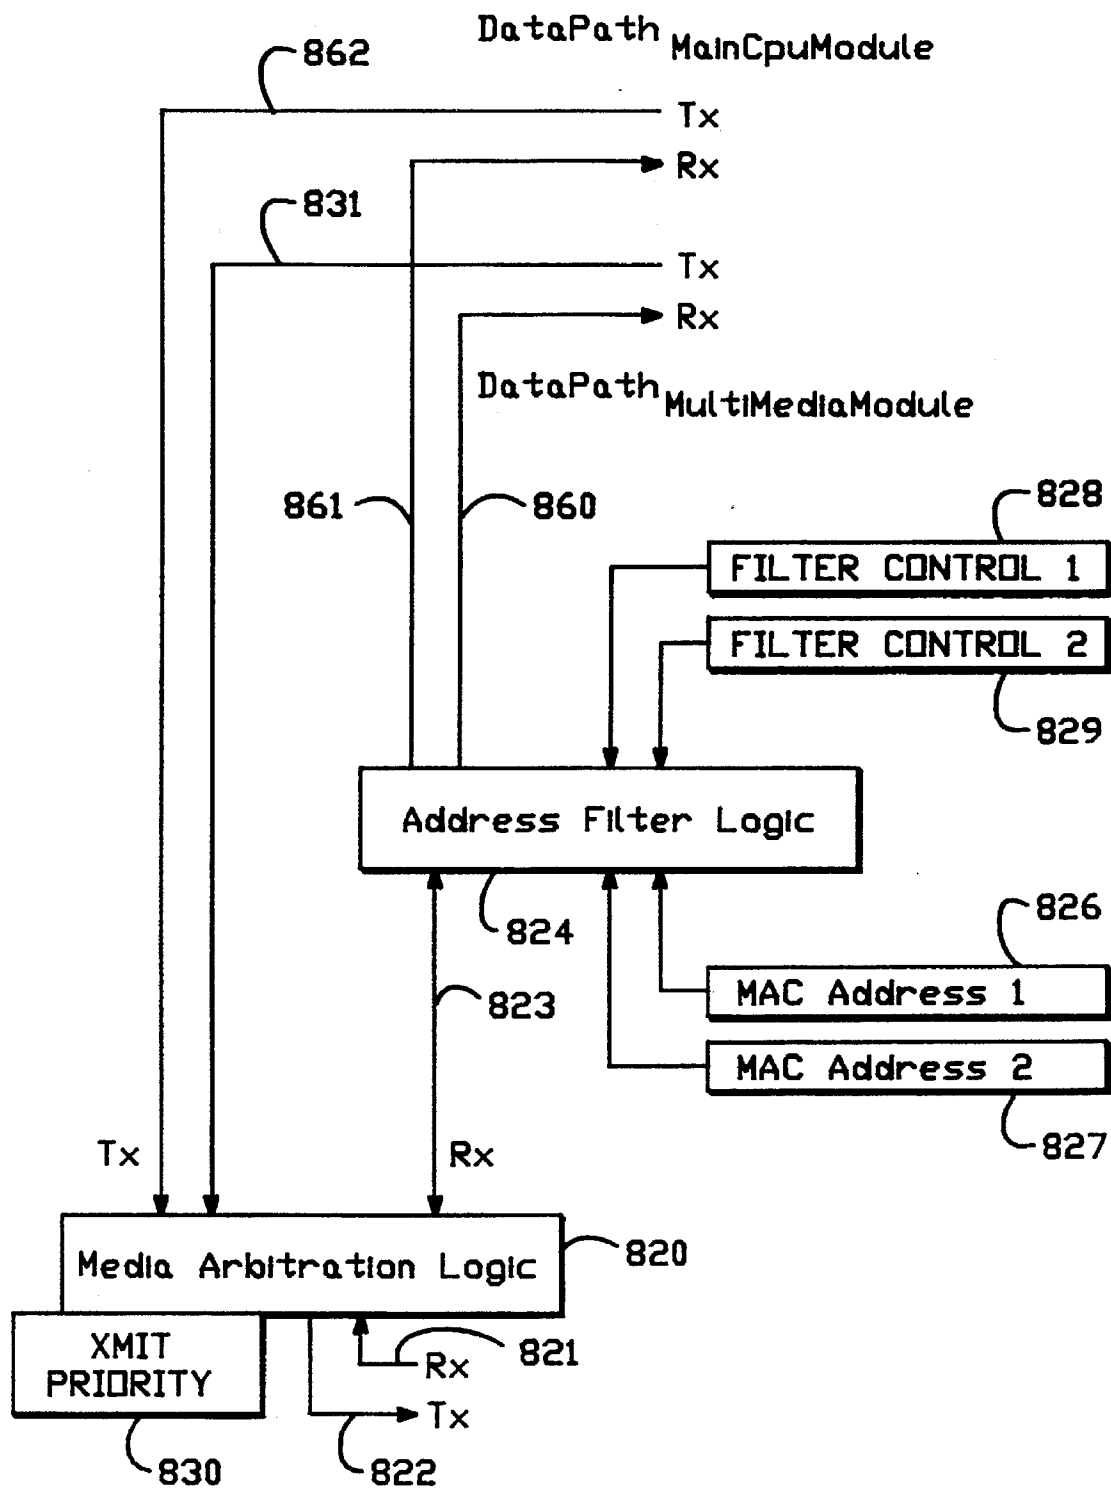 DataPath MainCpuModule
862
Tx
Rx
831
Tx
Rx
DataPath MultiMediaModule
861
860
828
FILTER CONTROL 1
FILTER CONTROL 2
829
Address Filter Logic
824
826
823
MAC Address 1
MAC Address 2
827
Tx
Rx
820
Media Arbitration Logic
XMIT
PRIORITY
821
Rx
Tx
830
822